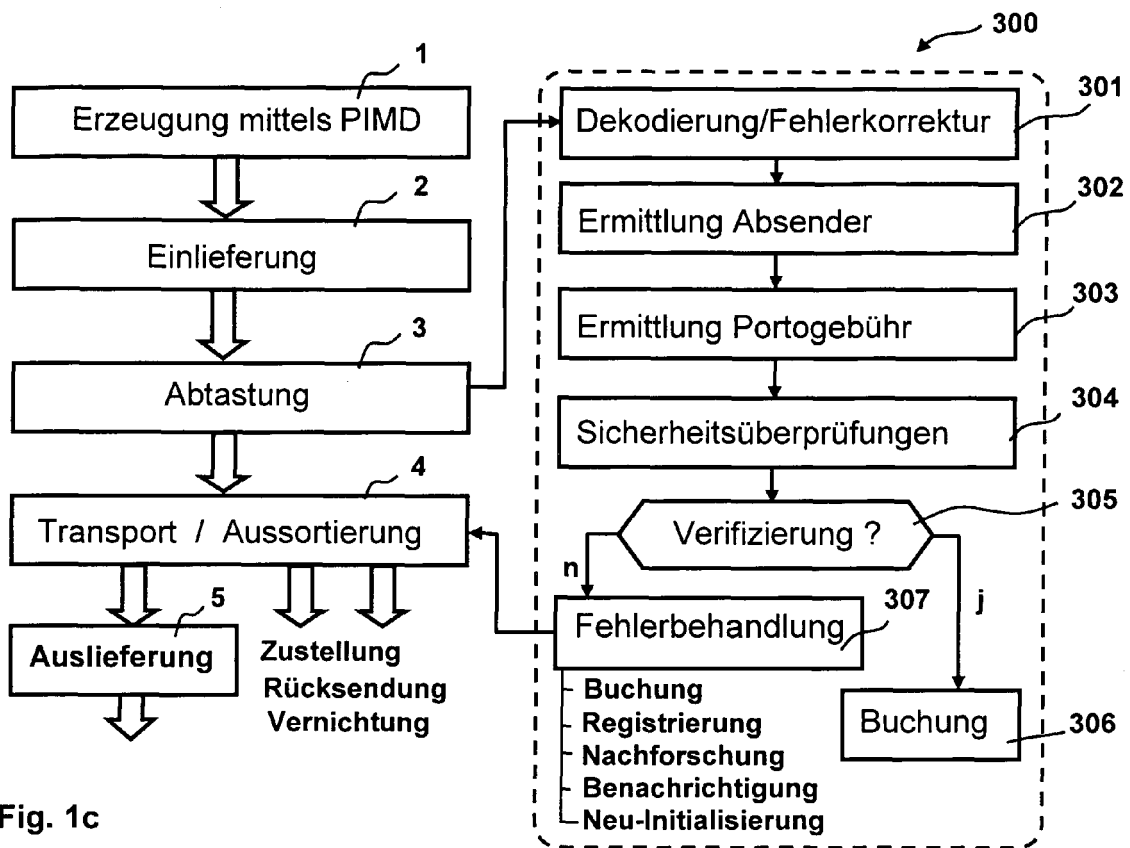 300
1
Erzeugung mittels PIMD
2
Einlieferung
3
Abtastung
4
Transport / Aussortierung
5
Auslieferung
Zustellung
Rücksendung
Vernichtung
301
Dekodierung/Fehlerkorrektur
302
Ermittlung Absender
303
Ermittlung Portogebühr
304
Sicherheitsüberprüfungen
305
Verifizierung ?
n
j
307
Fehlerbehandlung
Buchung
Registrierung
Nachforschung
Benachrichtigung
Neu-Initialisierung
Buchung
306
Fig. 1c